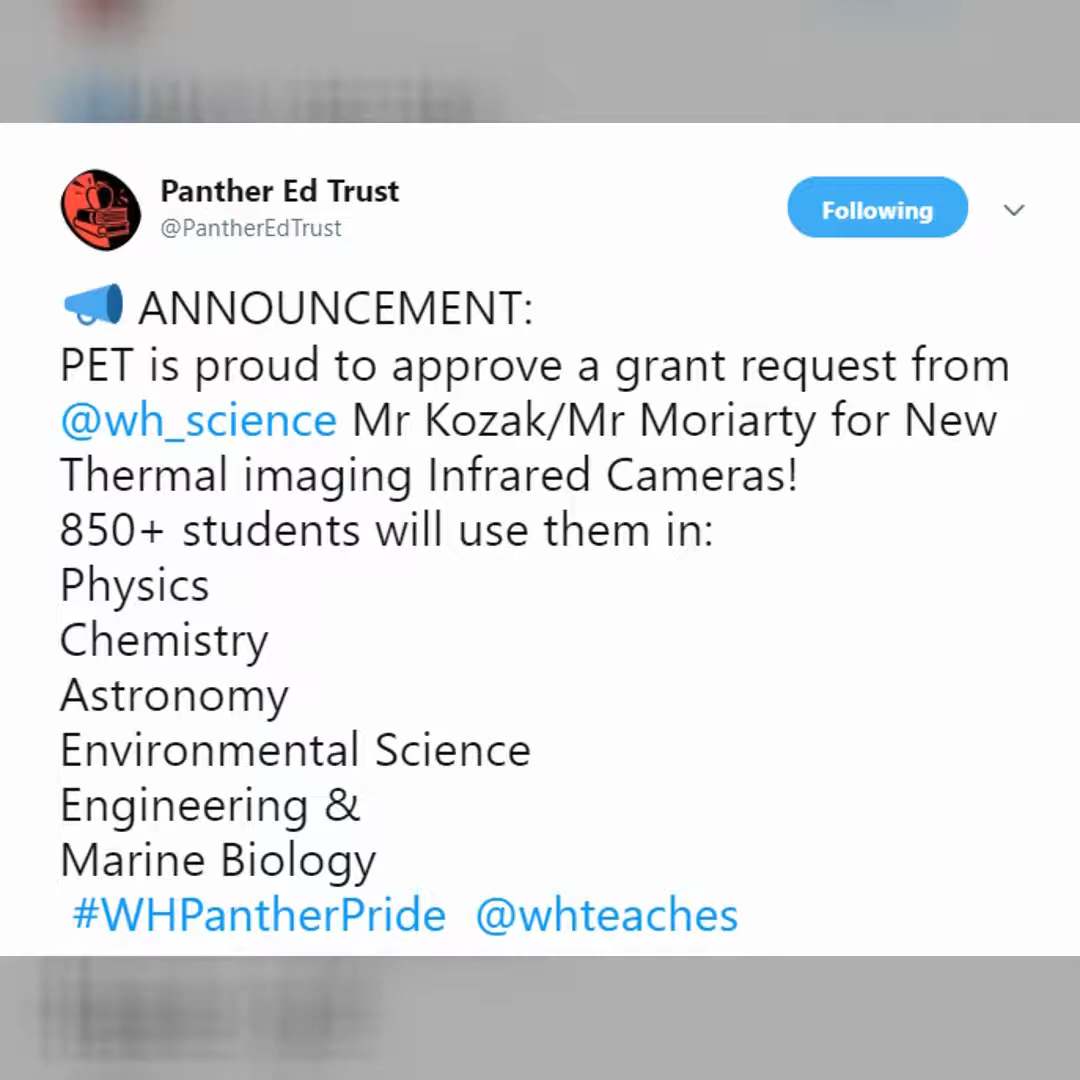 Panther Ed Trust
@PantherEdTrust
Following
📣 ANNOUNCEMENT:
PET is proud to approve a grant request from
@wh_science Mr Kozak/Mr Moriarty for New
Thermal imaging Infrared Cameras!
850+ students will use them in:
Physics
Chemistry
Astronomy
Environmental Science
Engineering &
Marine Biology
#WHPantherPride @whteaches